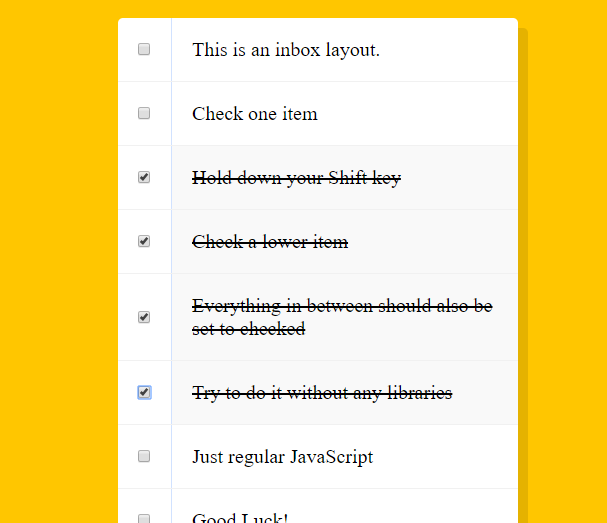 This is an inbox layout.
Check one item
Hold down your Shift key
Check a lower item
Everything in between should also be
set to checked
Try to do it without any libraries
Just regular JavaScript
Good Luck!